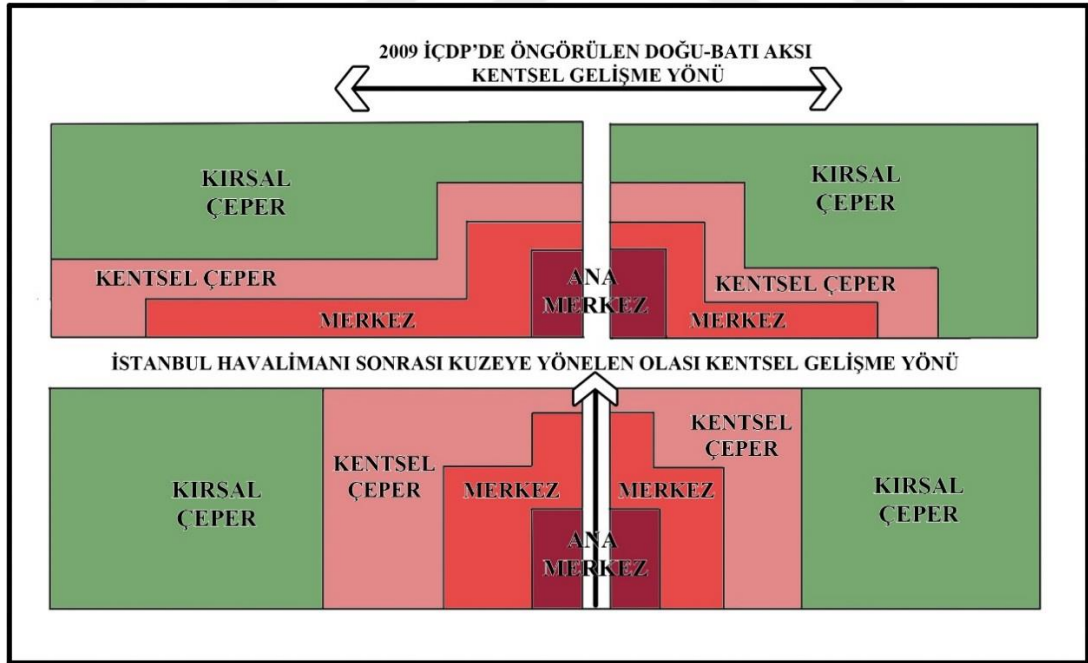 2009 İÇDP'DE ÖNGÖRÜLEN DOĞU-BATI AKSI
KENTSEL GELİŞME YÖNÜ
KIRSAL
ÇEPER
KIRSAL
ÇEPER
KENTSEL ÇEPER
ANA
MERKEZ
KENTSEL ÇEPER
MERKEZ
MERKEZ
İSTANBUL HAVALİMANI SONRASI KUZEYE YÖNELEN OLASI KENTSEL GELİŞME YÖNÜ
KIRSAL
ÇEPER
KENTSEL
ÇEPER
MERKEZ
ANA
MERKEZ
MERKEZ
KENTSEL
ÇEPER
KIRSAL
ÇEPER